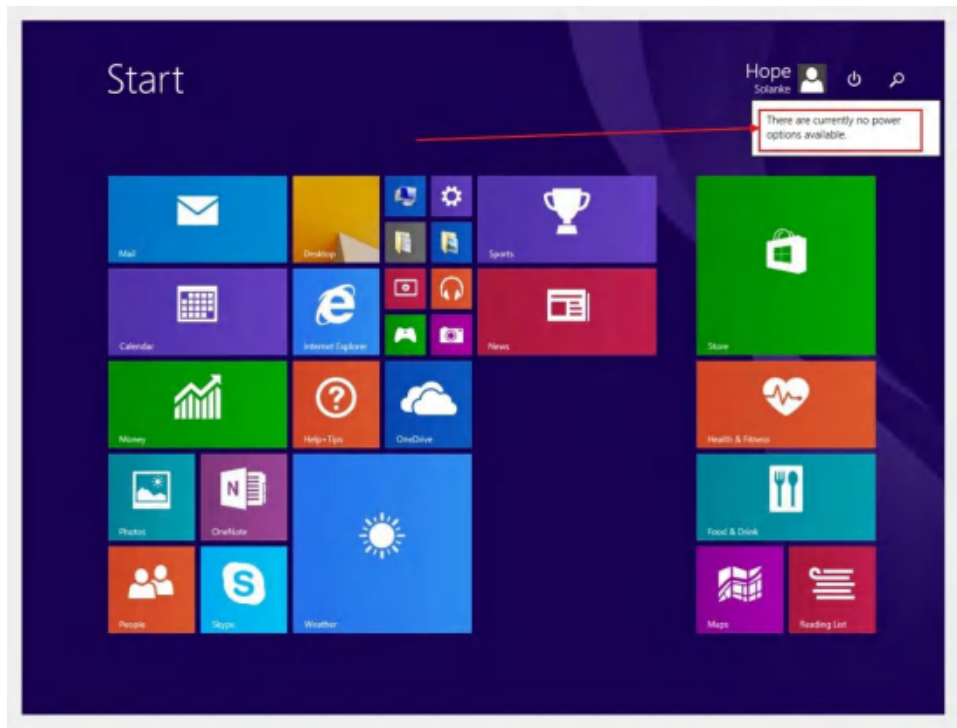 Start
Hope
Solanke
There are currently no power
options available.
Mail
Desktop
Sports
Calendar
Internet Explorer
News
Store
Money
Help+Tips
OneDrive
Health & Fitness
Photos
N
OneNote
Food & Drink
People
S
Skype
Weather
Maps
Reading List